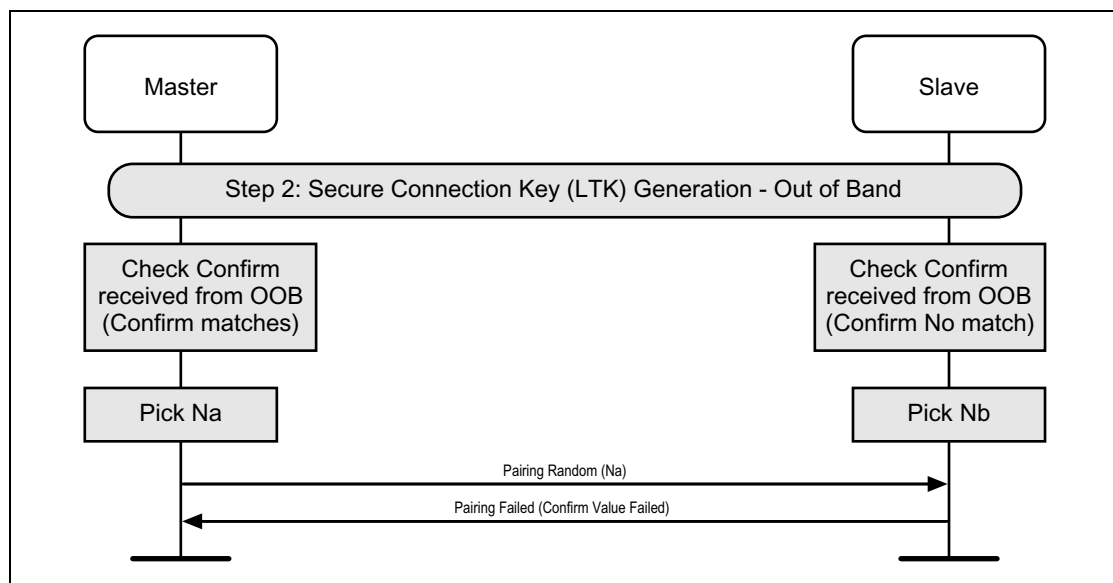 Master
Slave
Step 2: Secure Connection Key (LTK) Generation - Out of Band
Check Confirm
received from OOB
(Confirm matches)
Check Confirm
received from OOB
(Confirm No match)
Pick Na
Pick Nb
Pairing Random (Na)
Pairing Failed (Confirm Value Failed)